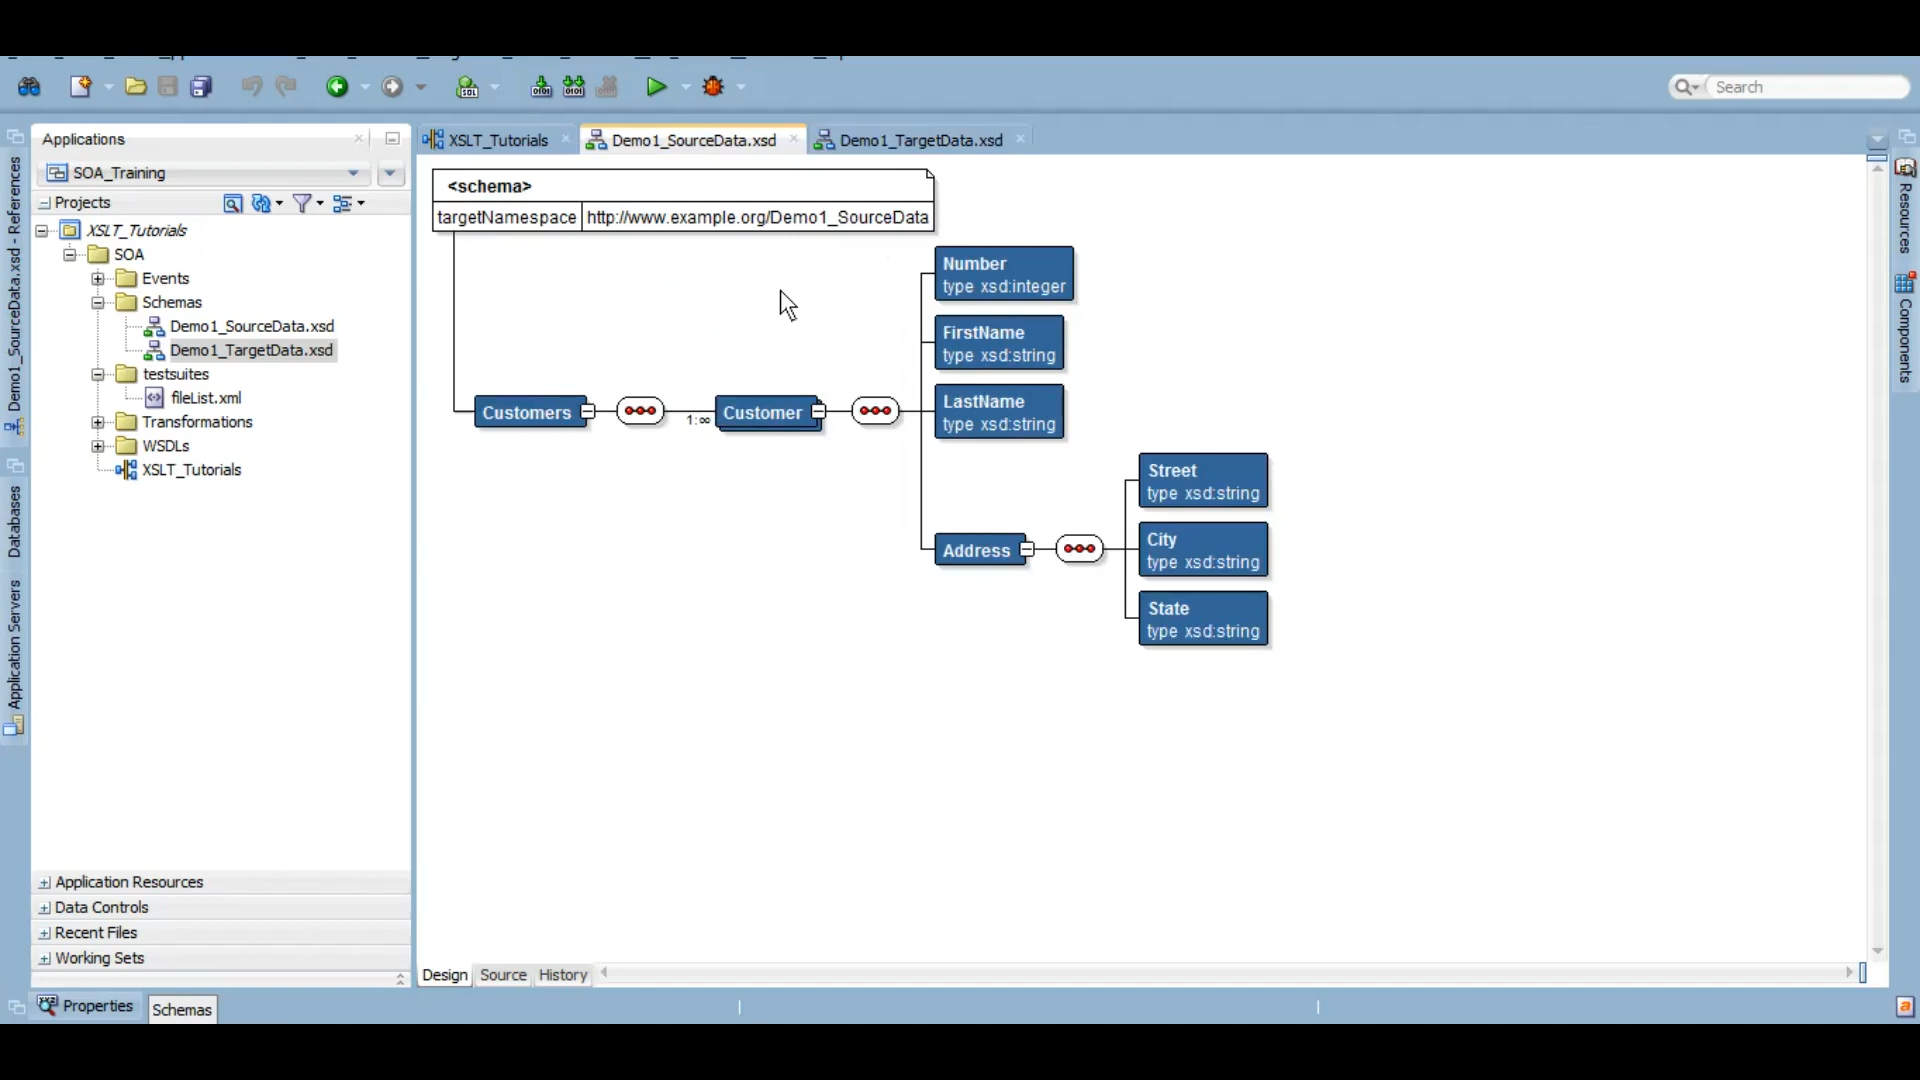 SQL
Search
Applications
SOA_Training
Projects
XSLT_Tutorials
SOA
Events
Schemas
Demo1_SourceData.xsd
Demo1_TargetData.xsd
testsuites
fileList.xml
Transformations
WSDLs
XSLT_Tutorials
Application Resources
Data Controls
Recent Files
Working Sets
Demo1_SourceData.xsd - References
Databases
Application Servers
XSLT_Tutorials
Demo1_SourceData.xsd
Demo1_TargetData.xsd
<schema>
targetNamespace http://www.example.org/Demo1_SourceData
Number
type xsd:integer
FirstName
type xsd:string
LastName
type xsd:string
Customers
1:∞
Customer
Street
type xsd:string
City
type xsd:string
Address
State
type xsd:string
Design Source History
Resources
Components
Properties
Schemas